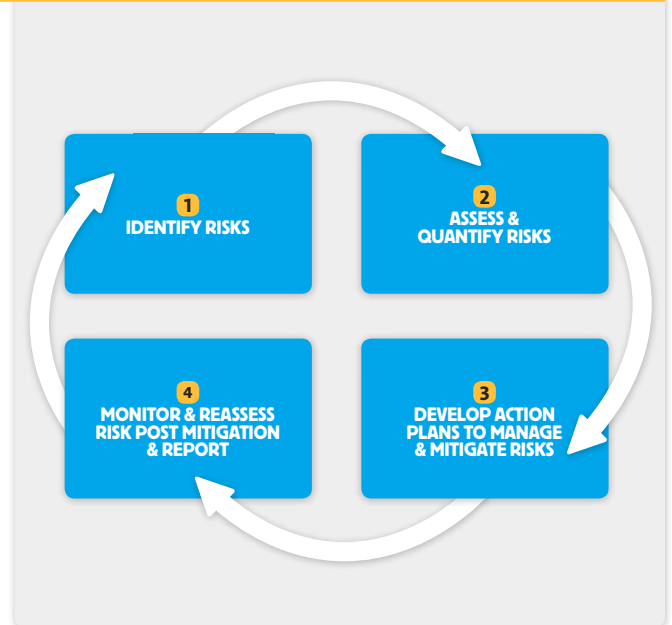 1
IDENTIFY RISKS
2
ASSESS &
QUANTIFY RISKS
3
DEVELOP ACTION
PLANS TO MANAGE
& MITIGATE RISKS
4
MONITOR & REASSESS
RISK POST MITIGATION
& REPORT